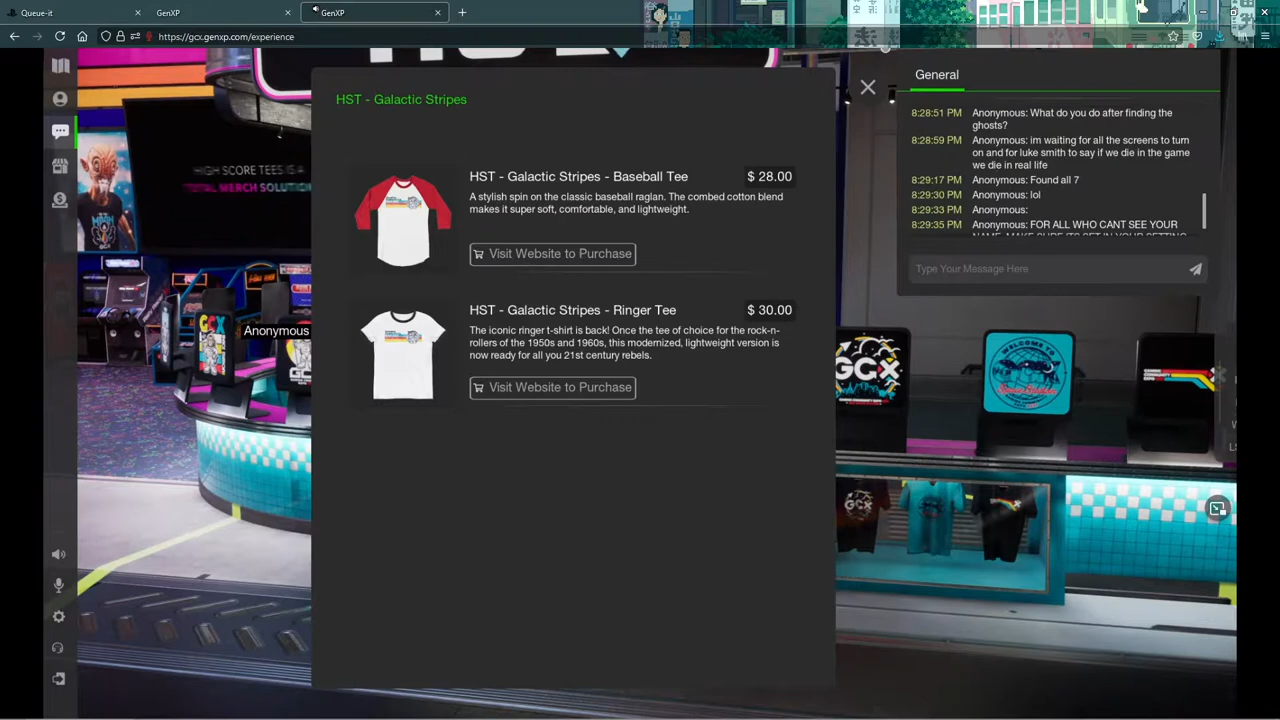 Queue-it
GenXP
GenXP
https://gcx.genxp.com/experience
HST - Galactic Stripes
General
8:28:51 PM Anonymous: What do you do after finding the
ghosts?
8:28:59 PM Anonymous: im waiting for all the screens to turn
on and for luke smith to say if we die in the game
we die in real life
8:29:17 PM Anonymous: Found all 7
8:29:30 PM Anonymous: lol
8:29:33 PM Anonymous:
8:29:35 PM Anonymous: FOR ALL WHO CANT SEE YOUR
Type Your Message Here
HST - Galactic Stripes - Baseball Tee $ 28.00
A stylish spin on the classic baseball raglan. The combed cotton blend
makes it super soft, comfortable, and lightweight.
Visit Website to Purchase
HST - Galactic Stripes - Ringer Tee $ 30.00
The iconic ringer t-shirt is back! Once the tee of choice for the rock-n-
rollers of the 1950s and 1960s, this modernized, lightweight version is
now ready for all you 21st century rebels.
Visit Website to Purchase
HIGH SCORE TEES IS A
TOTAL MERCH SOLUTION
Anonymous
GCX
GCX
WELCOME TO
GCX